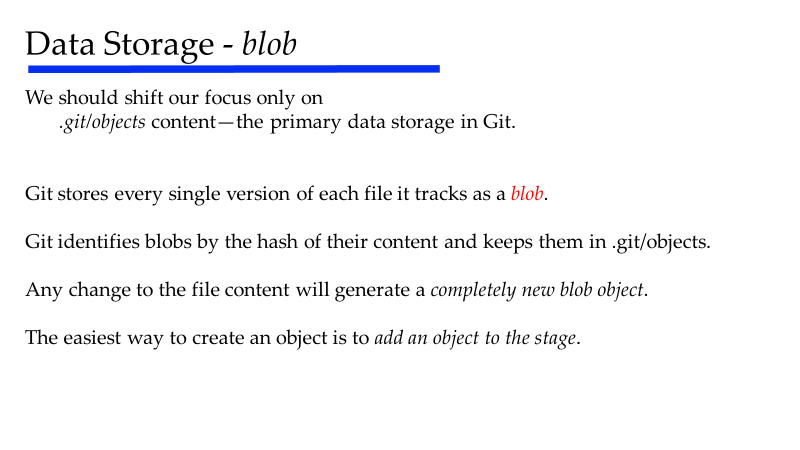 Data Storage - blob
We should shift our focus only on
.git/objects content—the primary data storage in Git.
Git stores every single version of each file it tracks as a blob.
Git identifies blobs by the hash of their content and keeps them in .git/objects.
Any change to the file content will generate a completely new blob object.
The easiest way to create an object is to add an object to the stage.